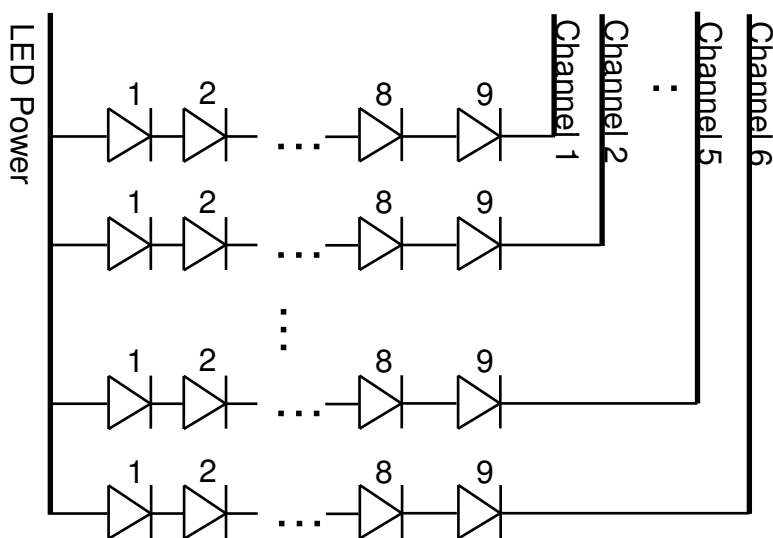 LED Power
Channel 1
Channel 2
..
Channel 5
Channel 6
1 2 ... 8 9
1 2 ... 8 9
⋮
1 2 ... 8 9
1 2 ... 8 9